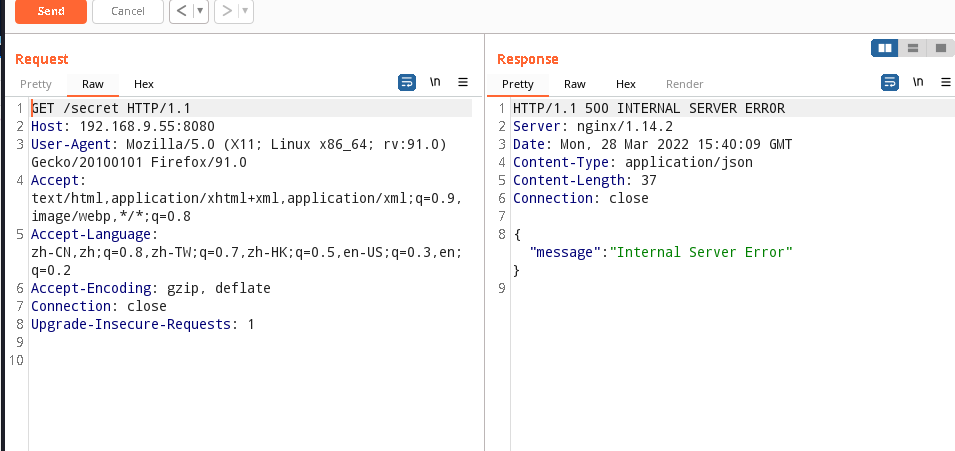 Send
Cancel
< ▾
> ▾
Request
Pretty
Raw
Hex
\n
1 GET /secret HTTP/1.1
2 Host: 192.168.9.55:8080
3 User-Agent: Mozilla/5.0 (X11; Linux x86_64; rv:91.0)
Gecko/20100101 Firefox/91.0
4 Accept:
text/html,application/xhtml+xml,application/xml;q=0.9,
image/webp,*/*;q=0.8
5 Accept-Language:
zh-CN,zh;q=0.8,zh-TW;q=0.7,zh-HK;q=0.5,en-US;q=0.3,en;
q=0.2
6 Accept-Encoding: gzip, deflate
7 Connection: close
8 Upgrade-Insecure-Requests: 1
9
10
Response
Pretty
Raw
Hex
Render
\n
1 HTTP/1.1 500 INTERNAL SERVER ERROR
2 Server: nginx/1.14.2
3 Date: Mon, 28 Mar 2022 15:40:09 GMT
4 Content-Type: application/json
5 Content-Length: 37
6 Connection: close
7
8 {
"message":"Internal Server Error"
}
9